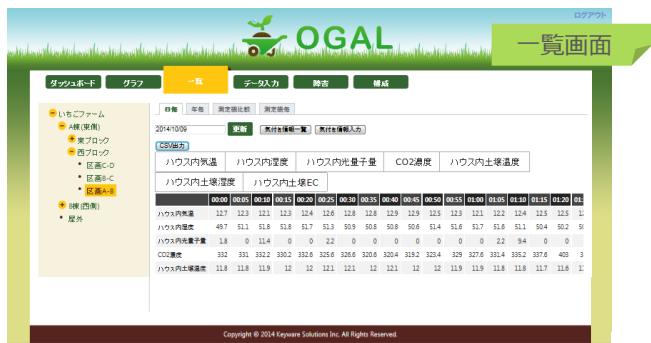 ログアウト
OGAL
一覧画面
ダッシュボード グラフ 一覧 データ入力 障害 構成
日毎 年毎 測定値比較 測定値毎
2014/10/09 更新 気付き情報一覧 気付き情報入力
CSV出力
いちごファーム
A棟(東側)
東ブロック
西ブロック
区画C-D
区画B-C
区画A-B
B棟(西側)
屋外
ハウス内気温 ハウス内湿度 ハウス内光量子量 CO2濃度 ハウス内土壌温度
ハウス内土壌湿度 ハウス内土壌EC
00:00 00:05 00:10 00:15 00:20 00:25 00:30 00:35 00:40 00:45 00:50 00:55 01:00 01:05 01:10 01:15 01:20 01:
ハウス内気温 12.7 12.3 12.1 12.3 12.4 12.6 12.8 12.8 12.9 12.9 12.5 12.3 12.1 12.2 12.4 12.5 12.5
ハウス内湿度 49.7 51.1 51.8 51.8 51.7 51.3 50.9 50.8 50.8 50.6 51.4 51.6 51.7 51.6 51.1 50.4 50.2
ハウス内光量子量 1.8 0 11.4 0 0 2.2 0 0 0 0 0 0 0 2.2 9.4 0 0
CO2濃度 332 331 332.2 330.2 332.6 325.6 326.6 320.6 320.4 319.2 323.4 329 327.6 331.4 335.2 337.6 403 3
ハウス内土壌温度 11.8 11.8 11.9 12 12 12.1 12.1 12 12.1 12 12 11.9 11.9 11.8 11.8 11.7 11.6
Copyright © 2014 Keyware Solutions Inc. All Rights Reserved.